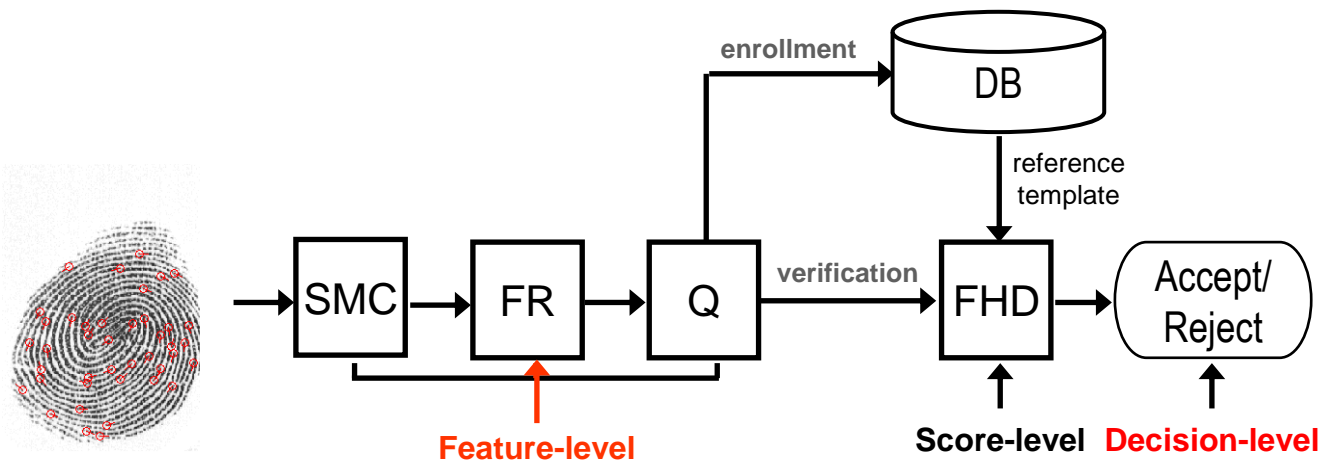 enrollment
DB
reference
template
SMC
FR
Q
verification
FHD
Accept/
Reject
Feature-level
Score-level
Decision-level